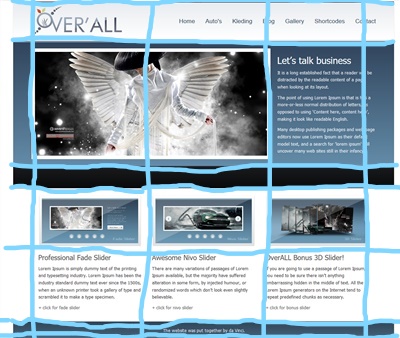 OVER'ALL
Home Auto's Kleding Blog Gallery Shortcodes Contact
Let's talk business
It is a long established fact that a reader will be
distracted by the readable content of a page
when looking at its layout.
The point of using Lorem Ipsum is that it has a
more-or-less normal distribution of letters, as
opposed to using 'Content here, content here',
making it look like readable English.
Many desktop publishing packages and web page
editors now use Lorem Ipsum as their default
model text, and a search for 'lorem ipsum' will
uncover many web sites still in their infancy.
Professional Fade Slider
Lorem Ipsum is simply dummy text of the printing
and typesetting industry. Lorem Ipsum has been the
industry standard dummy text ever since the 1500s,
when an unknown printer took a galley of type and
scrambled it to make a type specimen.
» click for fade slider
Awesome Nivo Slider
There are many variations of passages of Lorem
Ipsum available, but the majority have suffered
alteration in some form, by injected humour, or
randomised words which don't look even slightly
believable.
» click for nivo slider
OverALL Bonus 3D Slider!
If you are going to use a passage of Lorem Ipsum,
you need to be sure there isn't anything
embarrassing hidden in the middle of text. All the
Lorem Ipsum generators on the Internet tend to
repeat predefined chunks as necessary.
» click for bonus slider
The website was put together by da Vinci.